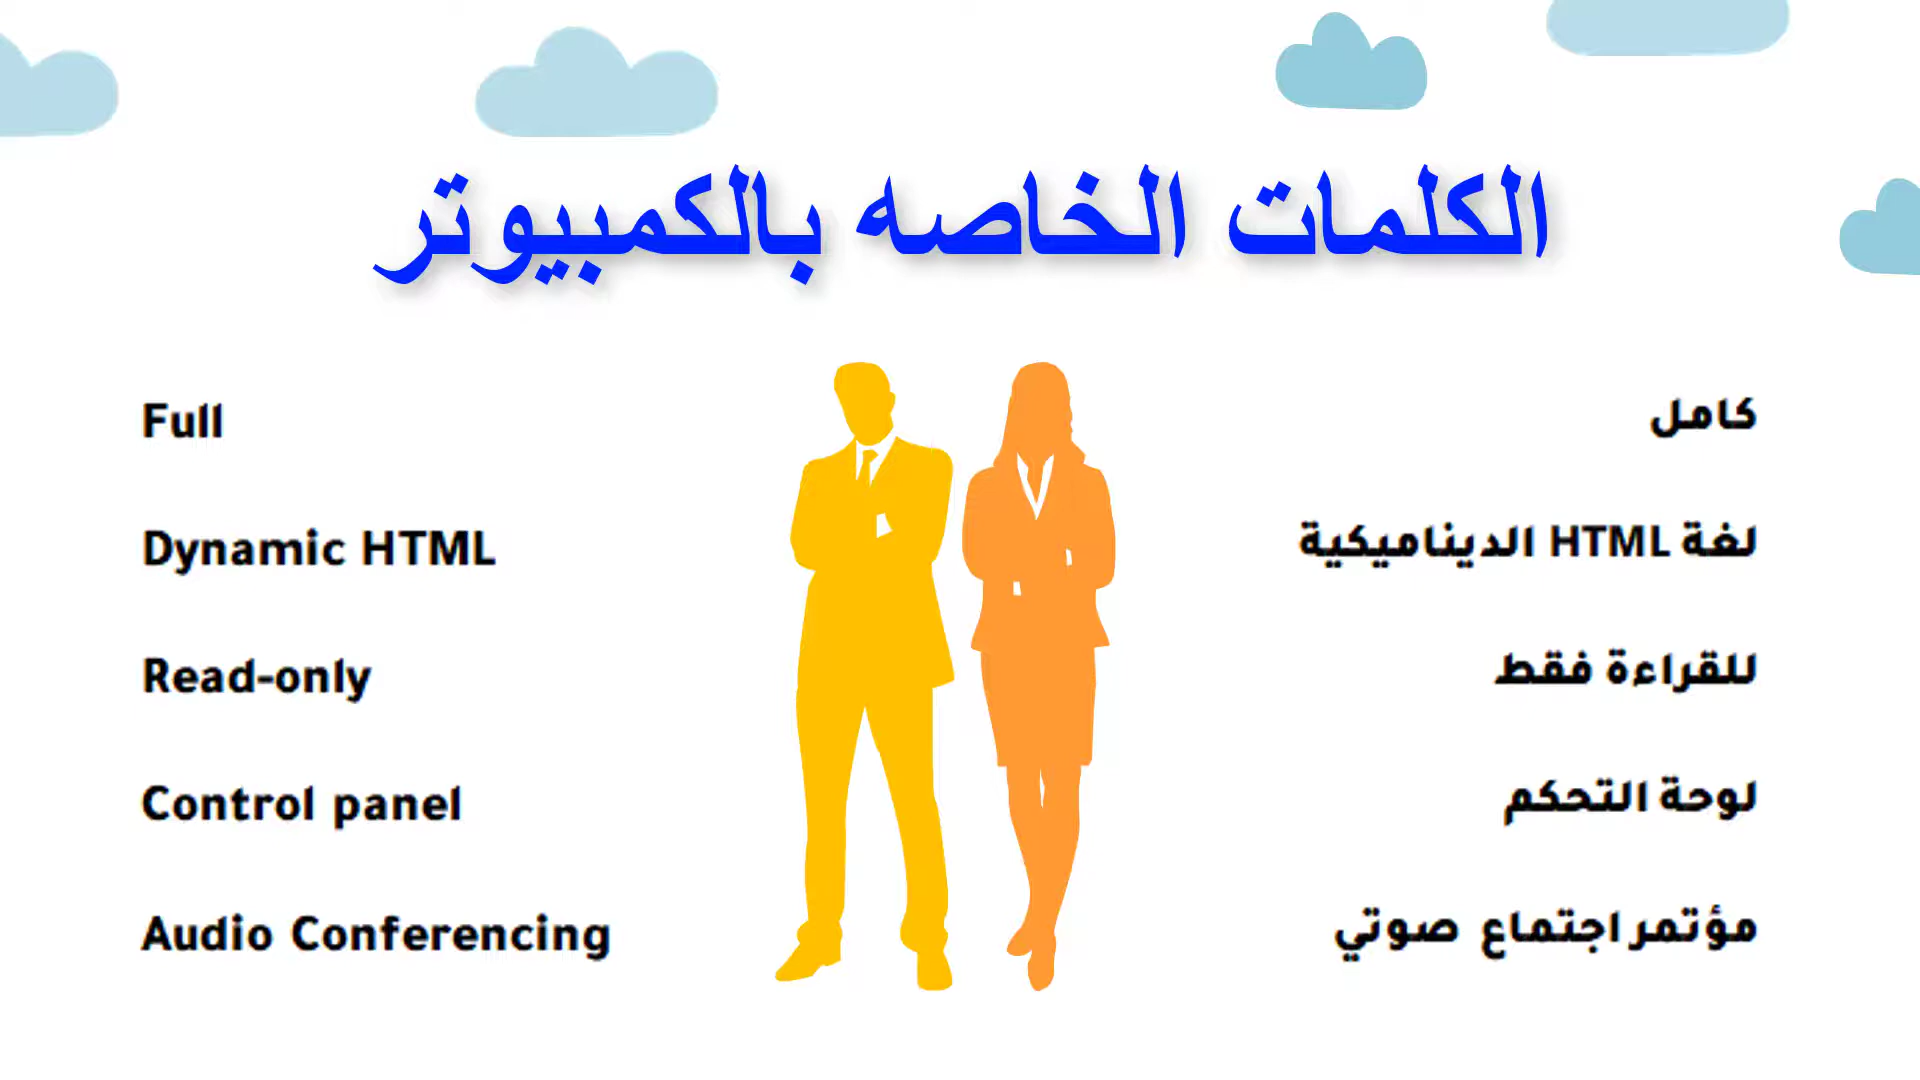 الكلمات الخاصه بالكمبيوتر
Full كامل
Dynamic HTML لغة HTML الديناميكية
Read-only للقراءة فقط
Control panel لوحة التحكم
Audio Conferencing مؤتمر اجتماع صوتي